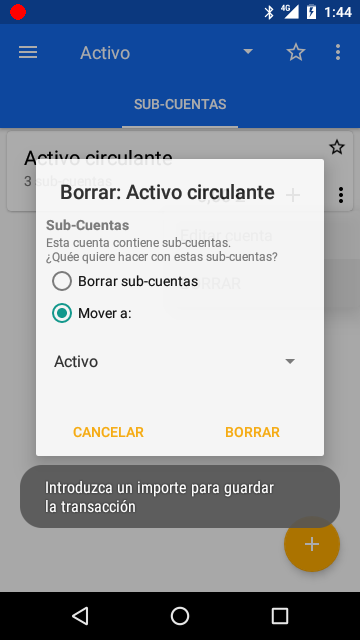 4G
1:44
Activo
SUB-CUENTAS
Activo circulante
3 sub-cuentas
Borrar: Activo circulante
Editar cuenta
Sub-Cuentas
Esta cuenta contiene sub-cuentas.
¿Qué quiere hacer con estas sub-cuentas?
BORRAR
Borrar sub-cuentas
Mover a:
Activo
CANCELAR
BORRAR
Introduzca un importe para guardar
la transacción